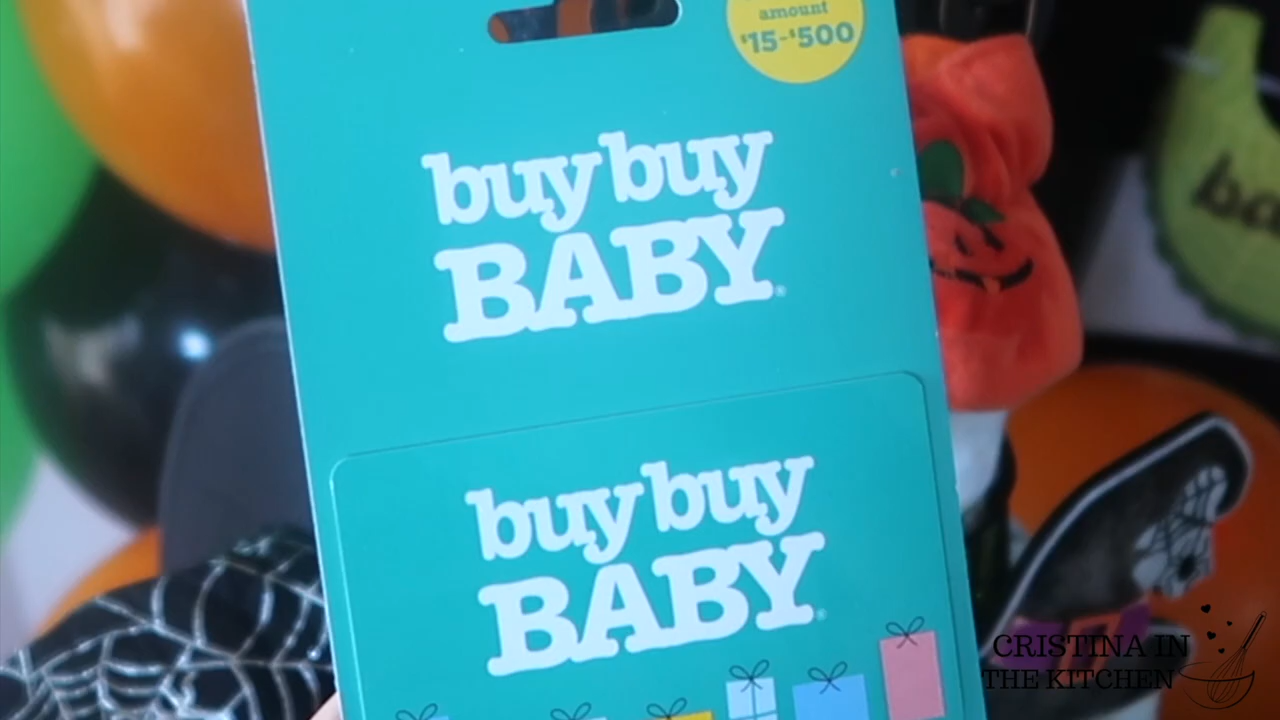 amount
$15-$500
buy buy
BABY®
buy buy
BABY®
CRISTINA IN
THE KITCHEN